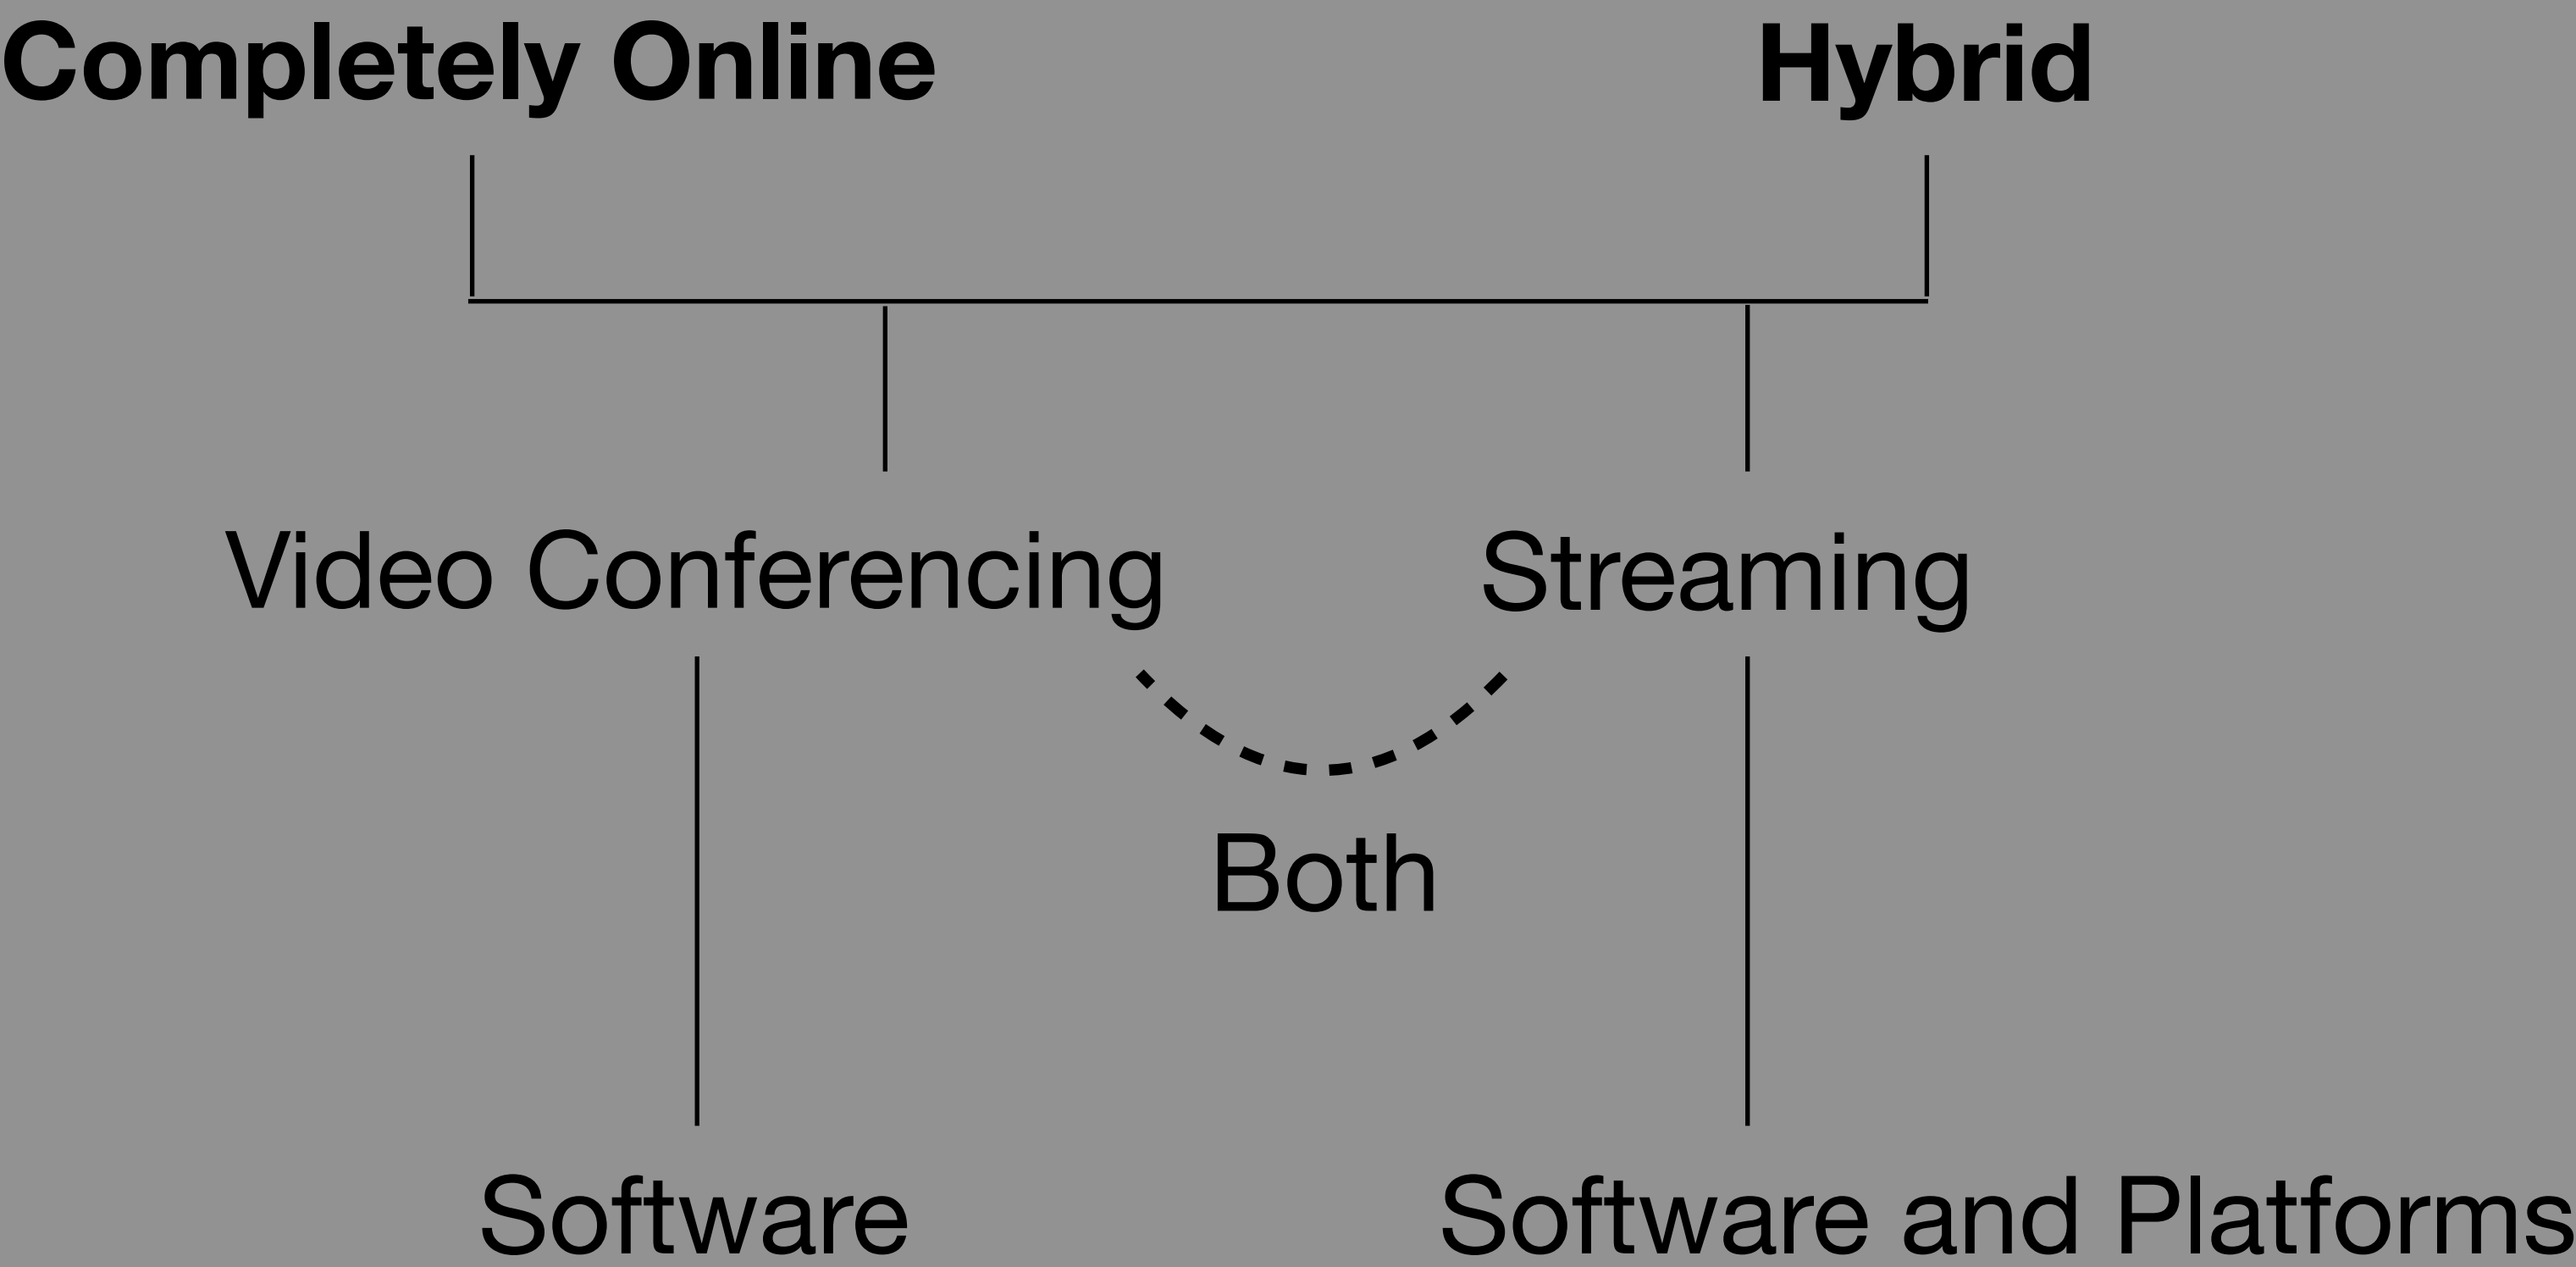 Completely Online
Hybrid
Video Conferencing
Streaming
Both
Software
Software and Platforms